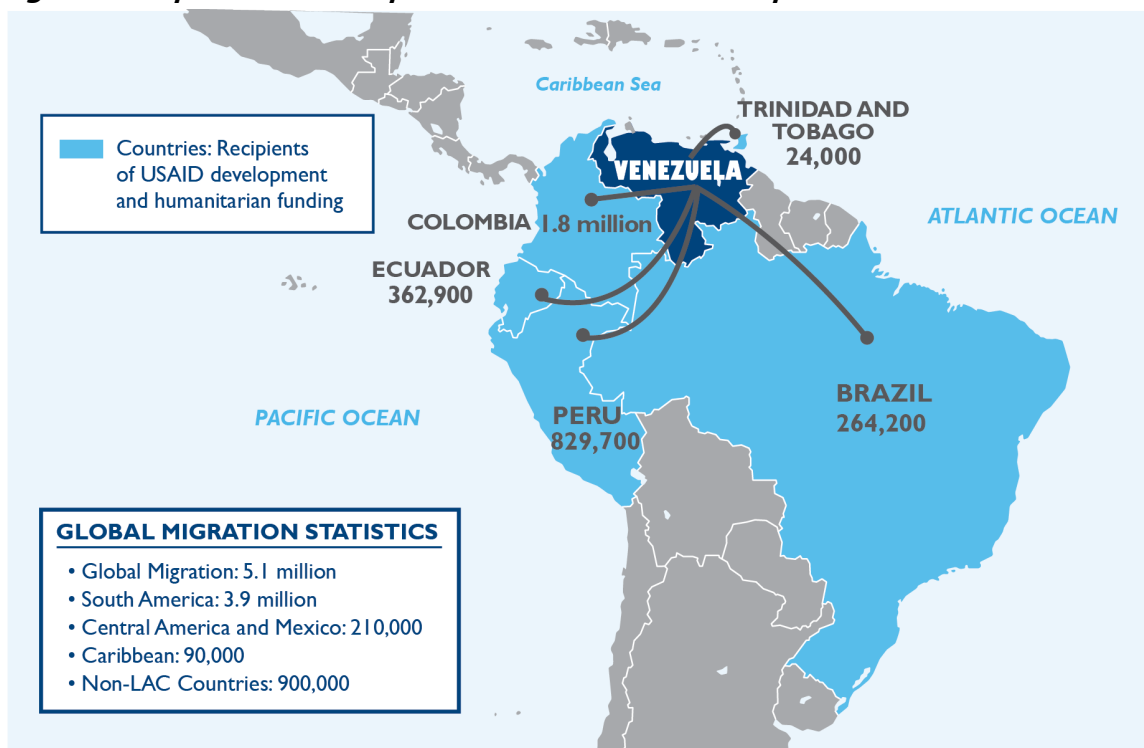 Caribbean Sea
TRINIDAD AND
TOBAGO
24,000
Countries: Recipients
of USAID development
and humanitarian funding
VENEZUELA
COLOMBIA 1.8 million
ATLANTIC OCEAN
ECUADOR
362,900
BRAZIL
264,200
PACIFIC OCEAN
PERU
829,700
GLOBAL MIGRATION STATISTICS
• Global Migration: 5.1 million
• South America: 3.9 million
• Central America and Mexico: 210,000
• Caribbean: 90,000
• Non-LAC Countries: 900,000